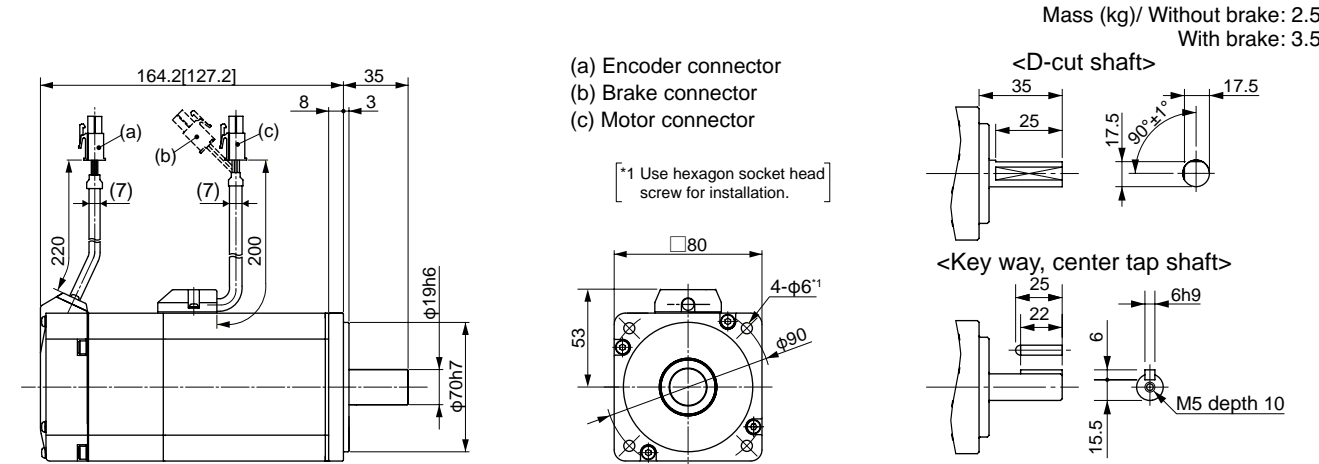 Mass (kg)/ Without brake: 2.5
With brake: 3.5
164.2[127.2]
35
8
3
(a)
(b)
(c)
(7)
(7)
220
200
φ19h6
φ70h7
(a) Encoder connector
(b) Brake connector
(c) Motor connector
*1 Use hexagon socket head
screw for installation.
□80
4-φ6*1
53
φ90
<D-cut shaft>
35
25
17.5
17.5
90°±1°
<Key way, center tap shaft>
25
22
6h9
6
15.5
M5 depth 10